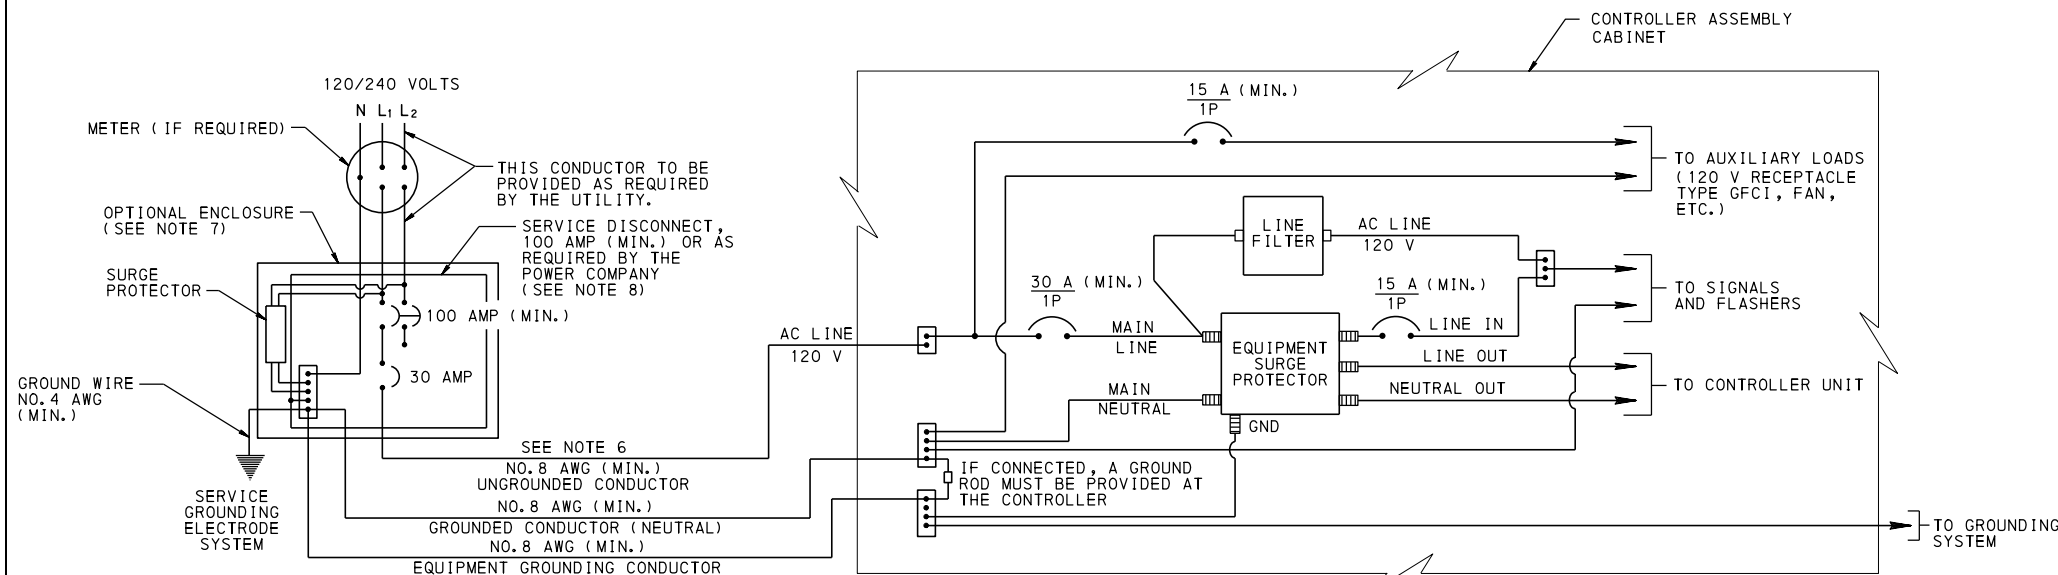 CONTROLLER ASSEMBLY
CABINET
120/240 VOLTS
N L1 L2
METER (IF REQUIRED)
THIS CONDUCTOR TO BE
PROVIDED AS REQUIRED
BY THE UTILITY.
OPTIONAL ENCLOSURE
(SEE NOTE 7)
SERVICE DISCONNECT,
100 AMP (MIN.) OR AS
REQUIRED BY THE
POWER COMPANY
(SEE NOTE 8)
SURGE
PROTECTOR
100 AMP (MIN.)
30 AMP
GROUND WIRE
NO.4 AWG
(MIN.)
SERVICE
GROUNDING
ELECTRODE
SYSTEM
SEE NOTE 6
NO.8 AWG (MIN.)
UNGROUNDED CONDUCTOR
NO.8 AWG (MIN.)
GROUNDED CONDUCTOR (NEUTRAL)
NO.8 AWG (MIN.)
EQUIPMENT GROUNDING CONDUCTOR
AC LINE
120 V
15 A (MIN.)
1P
TO AUXILIARY LOADS
(120 V RECEPTACLE
TYPE GFCI, FAN,
ETC.)
LINE
FILTER
AC LINE
120 V
30 A (MIN.)
1P
MAIN
LINE
15 A (MIN.)
1P
LINE IN
TO SIGNALS
AND FLASHERS
EQUIPMENT
SURGE
PROTECTOR
LINE OUT
MAIN
NEUTRAL
NEUTRAL OUT
TO CONTROLLER UNIT
GND
IF CONNECTED, A GROUND
ROD MUST BE PROVIDED AT
THE CONTROLLER
TO GROUNDING
SYSTEM